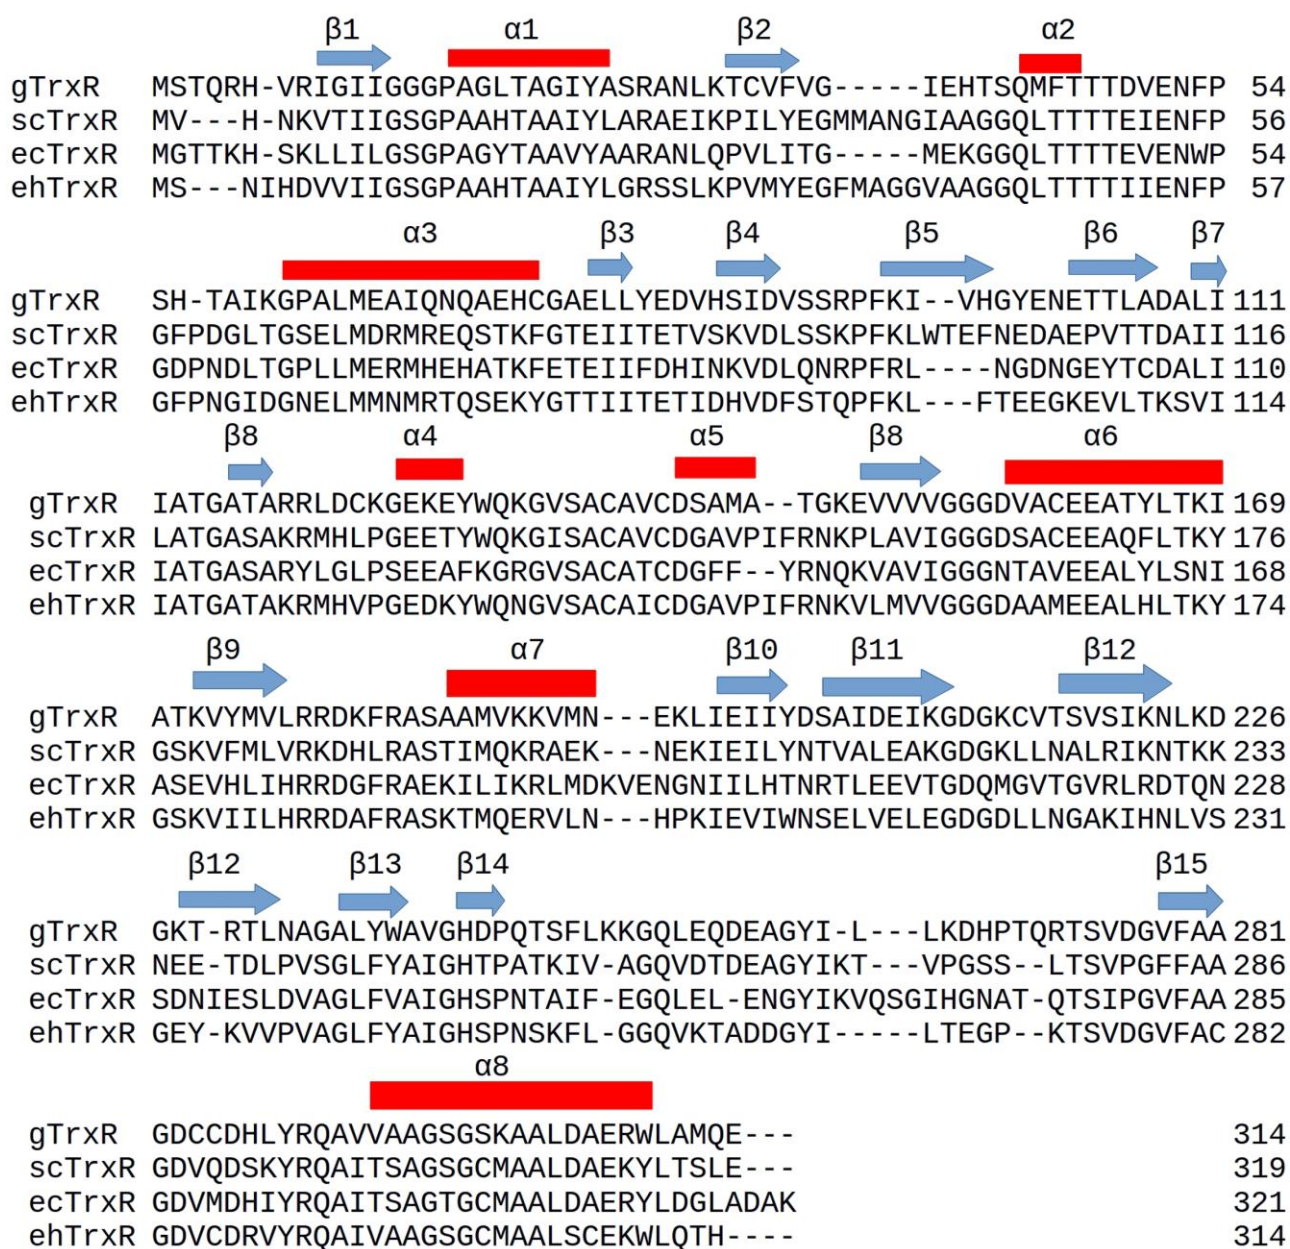 β1 α1 β2 α2
gTrxR MSTQRH-VRIGIIGGGPAGLTAGIYASRANLKTCVFVG-----IEHTSQMFTTTDVENFP 54
scTrxR MV---H-NKVTIIGSGPAAHTAAIYLARAEIKPILYEGMMANGIAAGGQLTTTTEIENFP 56
ecTrxR MGTTKH-SKLLILGSGPAGYTAAVYAARANLQPVLITG-----MEKGGQLTTTTEVENWP 54
ehTrxR MS---NIHDVVIIGSGPAAHTAAIYLGRSSLKPVMYEGFMAGGVAAGGQLTTTTIIENFP 57
α3 β3 β4 β5 β6 β7
gTrxR SH-TAIKGPALMEAIQNQAEHCGAELLYEDVHSIDVSSRPFKI--VHGYENETTLADALI 111
scTrxR GFPDGLTGSELMDRMREQSTKFGTEIITETVSKVDLSSKPFKLWTEFNEDAEPVTTDAII 116
ecTrxR GDPNDLTGPLLMERMHEHATKFETEIIFDHINKVDLQNRPFRL----NGDNGEYTCDALI 110
ehTrxR GFPNGIDGNELMMNMRTQSEKYGTTIITETIDHVDFSTQPFKL---FTEEGKEVLTKSVI 114
β8 α4 α5 β8 α6
gTrxR IATGATARRLDCKGEKEYWQKGVSACAVCDSAMA--TGKEVVVVGGGDVACEEATYLTKI 169
scTrxR LATGASAKRMHLPGEETYWQKGISACAVCDGAVPIFRNKPLAVIGGGDSACEEAQFLTKY 176
ecTrxR IATGASARYLGLPSEEAFKGRGVSACATCDGFF--YRNQKVAVIGGGNTAVEEALYLSNI 168
ehTrxR IATGATAKRMHVPGEDKYWQNGVSACAICDGAVPIFRNKVLMVVGGGDAAMEEALHLTKY 174
β9 α7 β10 β11 β12
gTrxR ATKVYMVLRRDKFRASAAMVKKVMN---EKLIEIIYDSAIDEIKGDGKCVTSVSIKNLKD 226
scTrxR GSKVFMLVRKDHLRASTIMQKRAEK---NEKIEILYNTVALEAKGDGKLLNALRIKNTKK 233
ecTrxR ASEVHLIHRRDGFRAEKILIKRLMDKVENGNIILHTNRTLEEVTGDQMGVTGVRLRDTQN 228
ehTrxR GSKVIILHRRDAFRASKTMQERVLN---HPKIEVIWNSELVELEGDGDLLNGAKIHNLVS 231
β12 β13 β14 β15
gTrxR GKT-RTLNAGALYWAVGHDPQTSFLKKGQLEQDEAGYI-L---LKDHPTQRTSVDGVFAA 281
scTrxR NEE-TDLPVSGLFYAIGHTPATKIV-AGQVDTDEAGYIKT---VPGSS--LTSVPGFFAA 286
ecTrxR SDNIESLDVAGLFVAIGHSPNTAIF-EGQLEL-ENGYIKVQSGIHGNAT-QTSIPGVFAA 285
ehTrxR GEY-KVVPVAGLFYAIGHSPNSKFL-GGQVKTADDGYI-----LTEGP--KTSVDGVFAC 282
α8
gTrxR GDCCDHLYRQAVVAAGSGSKAALDAERWLAMQE--- 314
scTrxR GDVQDSKYRQAITSAGSGCMAALDAEKYLTSLE--- 319
ecTrxR GDVMDHIYRQAITSAGTGCMAALDAERYLDGLADAK 321
ehTrxR GDVCDRVYRQAIVAAGSGCMAALSCEKWLQTH---- 314